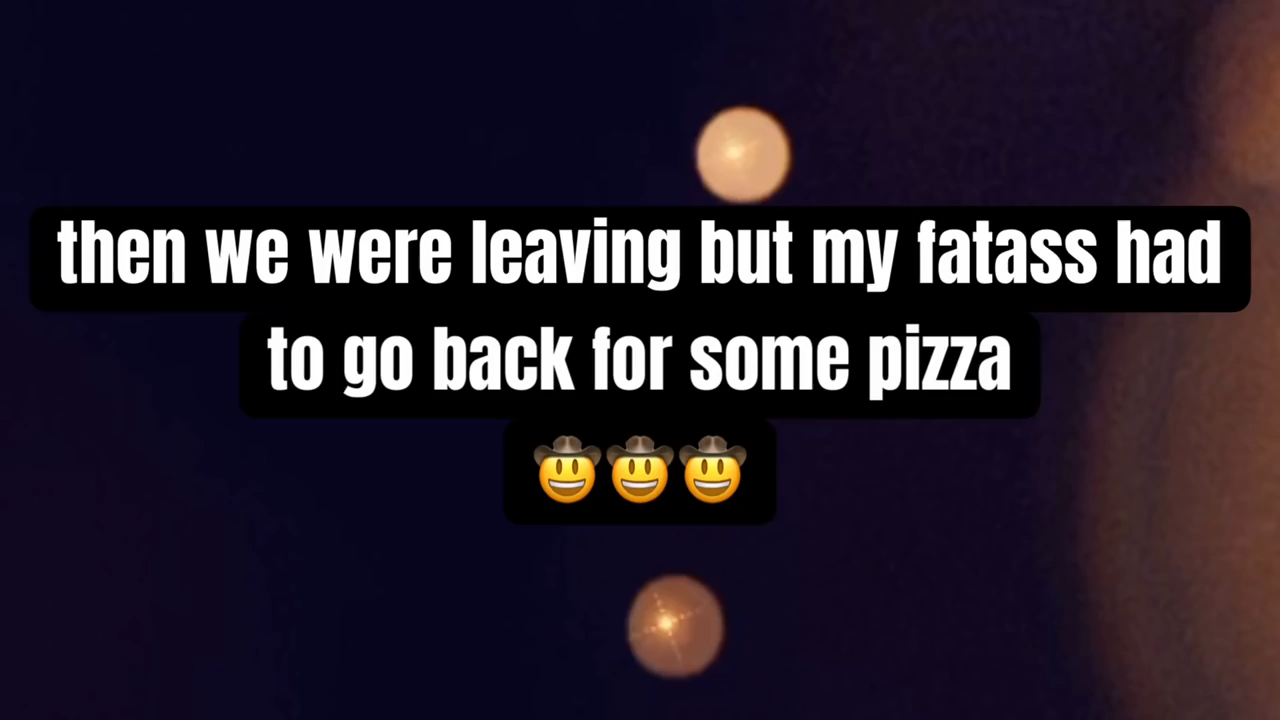 then we were leaving but my fatass had
to go back for some pizza
🤠🤠🤠